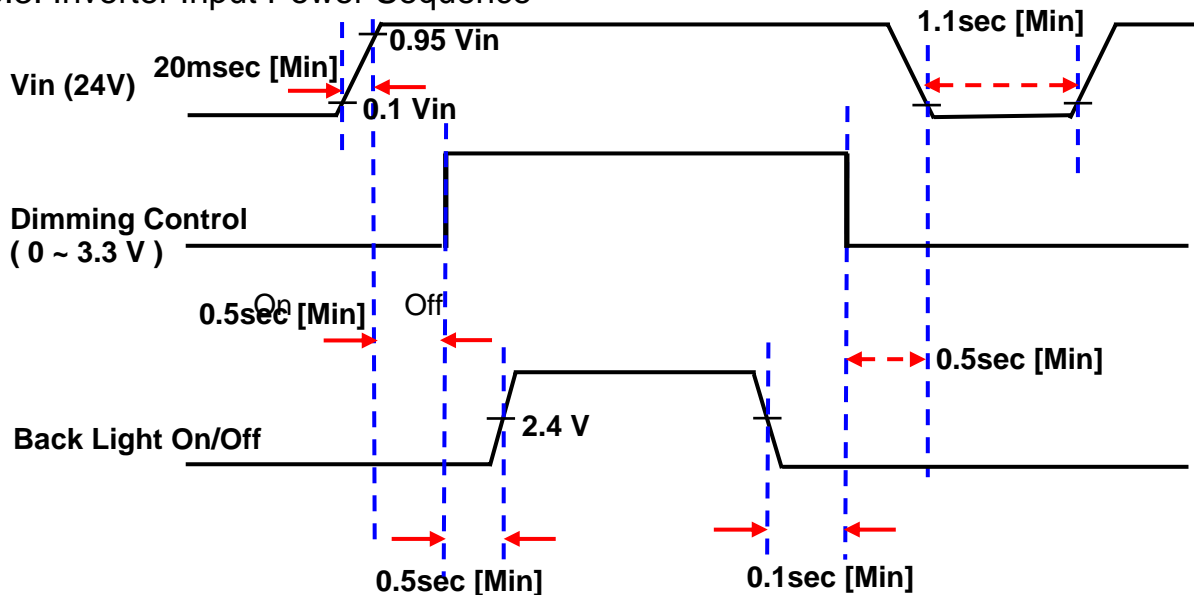 Inverter Input Power Sequence
1.1sec [Min]
0.95 Vin
20msec [Min]
Vin (24V)
0.1 Vin
Dimming Control
( 0 ~ 3.3 V )
On
Off
0.5sec [Min]
0.5sec [Min]
2.4 V
Back Light On/Off
0.5sec [Min]
0.1sec [Min]